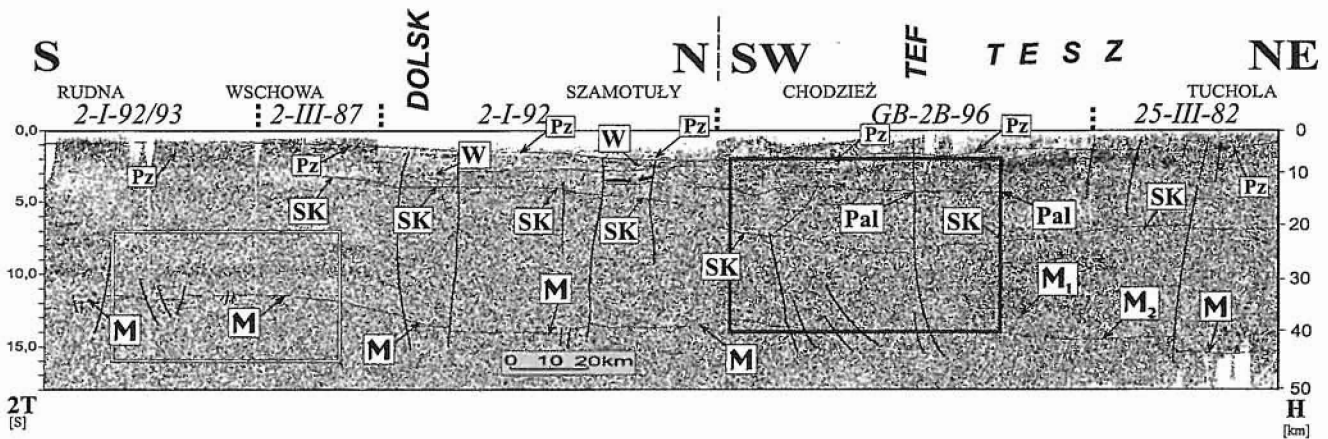 S DOLSK N SW TEF T E S Z NE
RUDNA WSCHOWA SZAMOTUŁY CHODZIEŻ TUCHOLA
2-I-92/93 2-III-87 2-I-92 GB-2B-96 25-III-82
0,0 Pz W Pz Pz Pz 0
Pz Pz W Pz 10
5,0 SK SK SK SK Pal SK Pal SK 20
SK
10,0 M M₁ M₂ M 30
M M M M 40
15,0 0 10 20km
50
2T H
[S] [km]